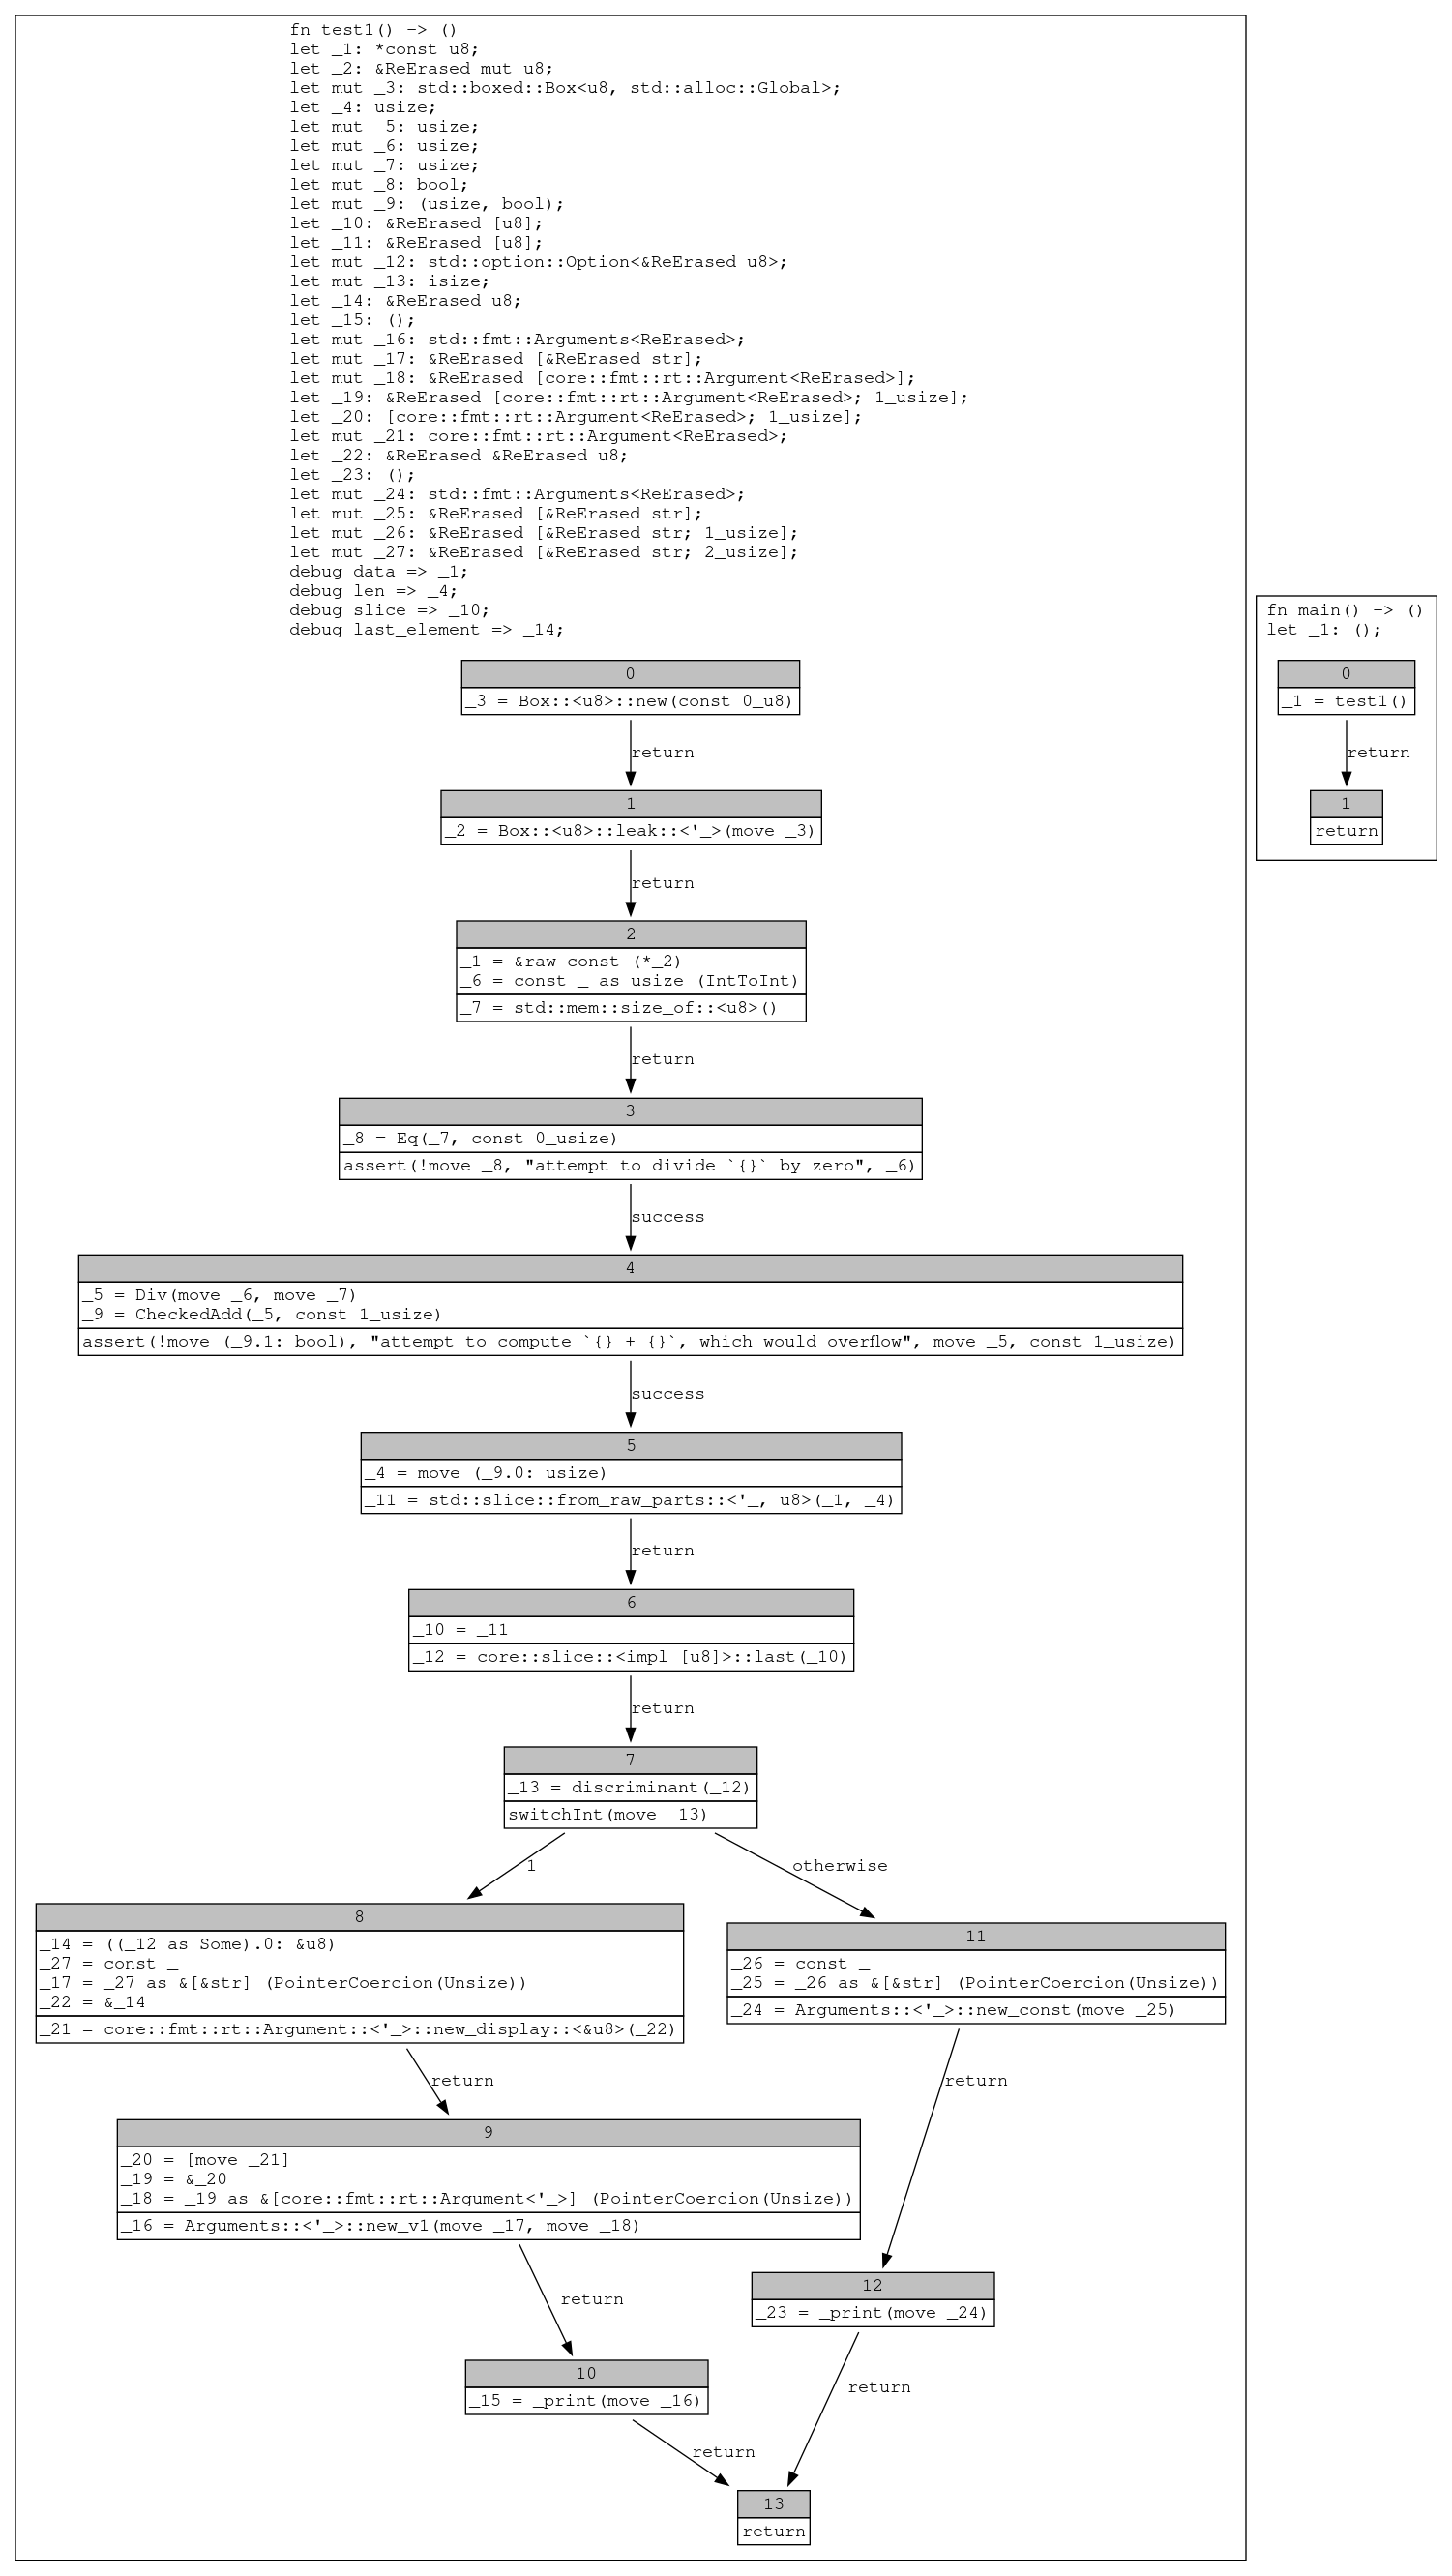 fn test1() -> ()
let _1: *const u8;
let _2: &ReErased mut u8;
let mut _3: std::boxed::Box<u8, std::alloc::Global>;
let _4: usize;
let mut _5: usize;
let mut _6: usize;
let mut _7: usize;
let mut _8: bool;
let mut _9: (usize, bool);
let _10: &ReErased [u8];
let _11: &ReErased [u8];
let mut _12: std::option::Option<&ReErased u8>;
let mut _13: isize;
let _14: &ReErased u8;
let _15: ();
let mut _16: std::fmt::Arguments<ReErased>;
let mut _17: &ReErased [&ReErased str];
let mut _18: &ReErased [core::fmt::rt::Argument<ReErased>];
let _19: &ReErased [core::fmt::rt::Argument<ReErased>; 1_usize];
let _20: [core::fmt::rt::Argument<ReErased>; 1_usize];
let mut _21: core::fmt::rt::Argument<ReErased>;
let _22: &ReErased &ReErased u8;
let _23: ();
let mut _24: std::fmt::Arguments<ReErased>;
let mut _25: &ReErased [&ReErased str];
let mut _26: &ReErased [&ReErased str; 1_usize];
let mut _27: &ReErased [&ReErased str; 2_usize];
debug data => _1;
debug len => _4;
debug slice => _10;
debug last_element => _14;
0
_3 = Box::<u8>::new(const 0_u8)
return
1
_2 = Box::<u8>::leak::<'_>(move _3)
return
2
_1 = &raw const (*_2)
_6 = const _ as usize (IntToInt)
_7 = std::mem::size_of::<u8>()
return
3
_8 = Eq(_7, const 0_usize)
assert(!move _8, "attempt to divide `{}` by zero", _6)
success
4
_5 = Div(move _6, move _7)
_9 = CheckedAdd(_5, const 1_usize)
assert(!move (_9.1: bool), "attempt to compute `{} + {}`, which would overflow", move _5, const 1_usize)
success
5
_4 = move (_9.0: usize)
_11 = std::slice::from_raw_parts::<'_, u8>(_1, _4)
return
6
_10 = _11
_12 = core::slice::<impl [u8]>::last(_10)
return
7
_13 = discriminant(_12)
switchInt(move _13)
1
otherwise
8
_14 = ((_12 as Some).0: &u8)
_27 = const _
_17 = _27 as &[&str] (PointerCoercion(Unsize))
_22 = &_14
_21 = core::fmt::rt::Argument::<'_>::new_display::<&u8>(_22)
11
_26 = const _
_25 = _26 as &[&str] (PointerCoercion(Unsize))
_24 = Arguments::<'_>::new_const(move _25)
return
return
9
_20 = [move _21]
_19 = &_20
_18 = _19 as &[core::fmt::rt::Argument<'_>] (PointerCoercion(Unsize))
_16 = Arguments::<'_>::new_v1(move _17, move _18)
return
12
_23 = _print(move _24)
10
_15 = _print(move _16)
return
return
13
return
fn main() -> ()
let _1: ();
0
_1 = test1()
return
1
return